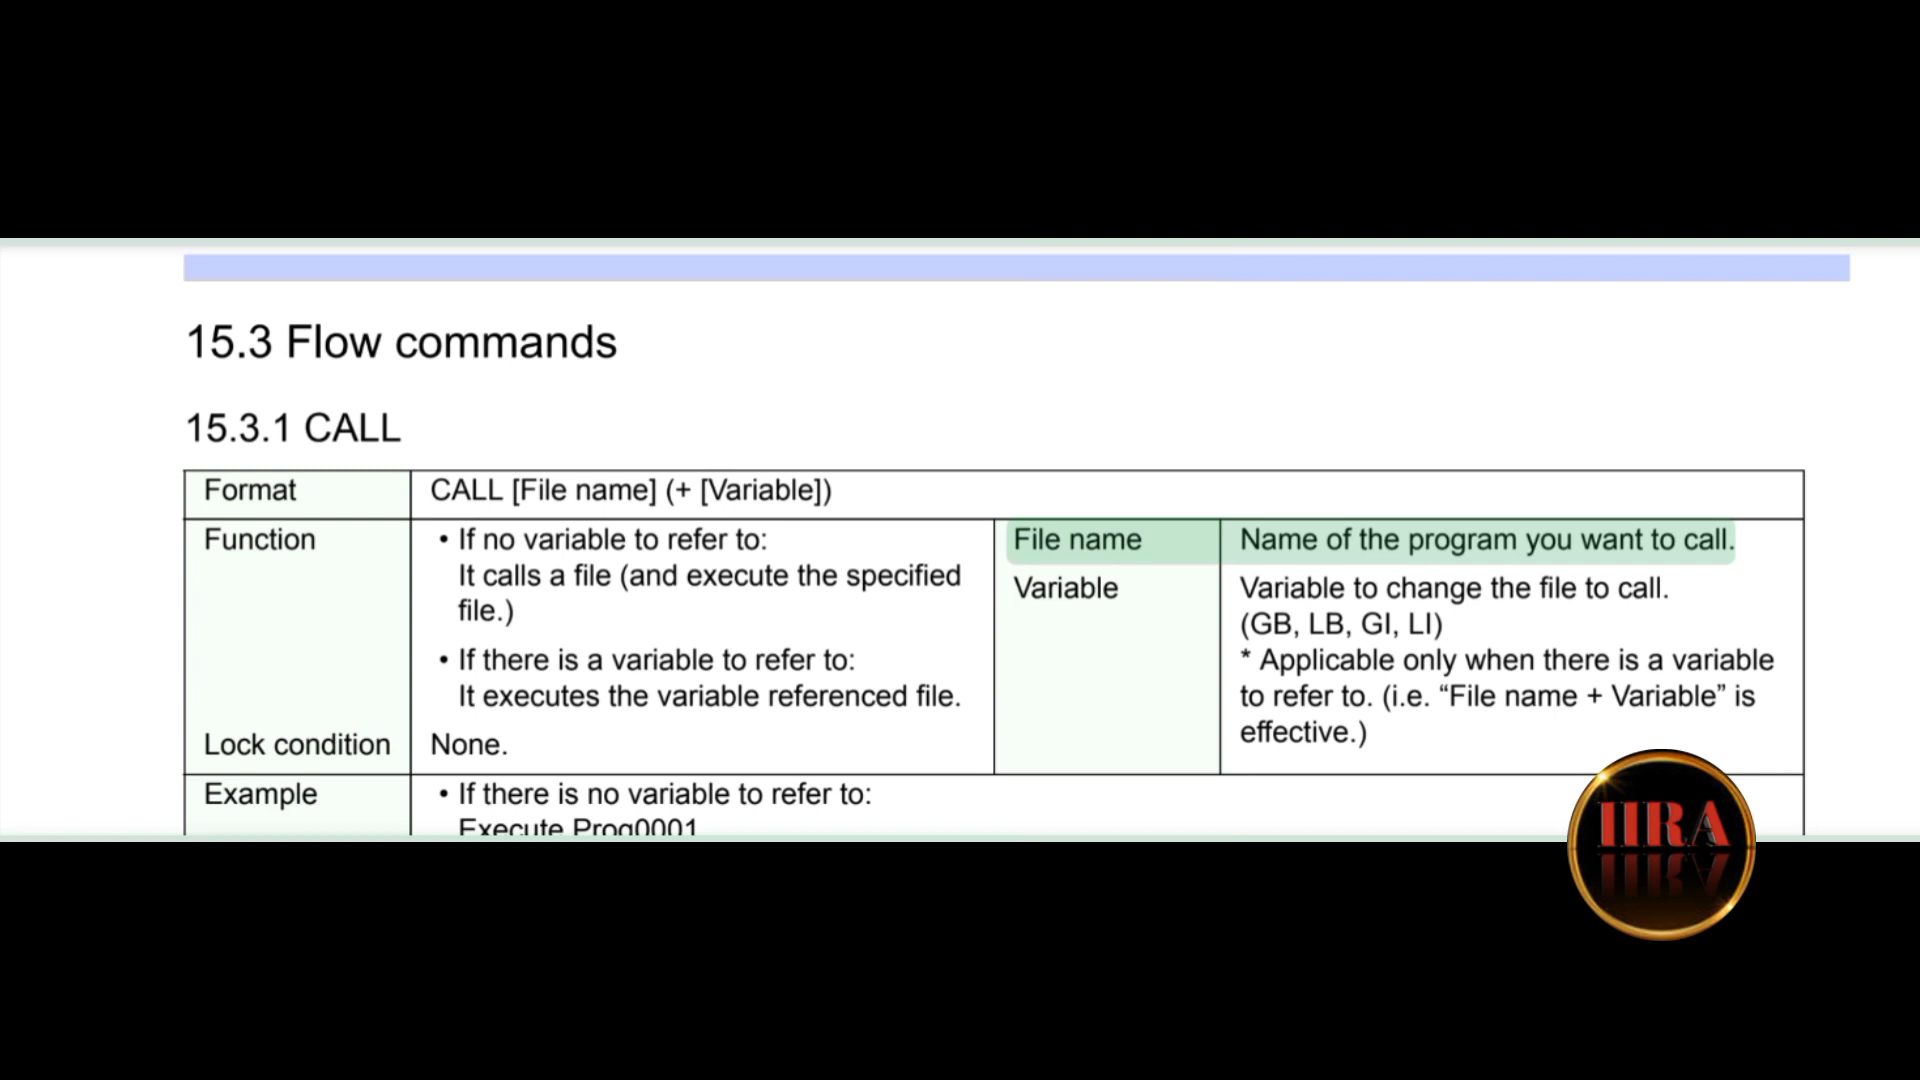 15.3 Flow commands
15.3.1 CALL
Format
CALL [File name] (+ [Variable])
Function
• If no variable to refer to:
It calls a file (and execute the specified
file.)
• If there is a variable to refer to:
It executes the variable referenced file.
File name
Name of the program you want to call.
Variable
Variable to change the file to call.
(GB, LB, GI, LI)
* Applicable only when there is a variable
to refer to. (i.e. “File name + Variable” is
effective.)
Lock condition
None.
Example
• If there is no variable to refer to:
Execute Prog0001
IIRA